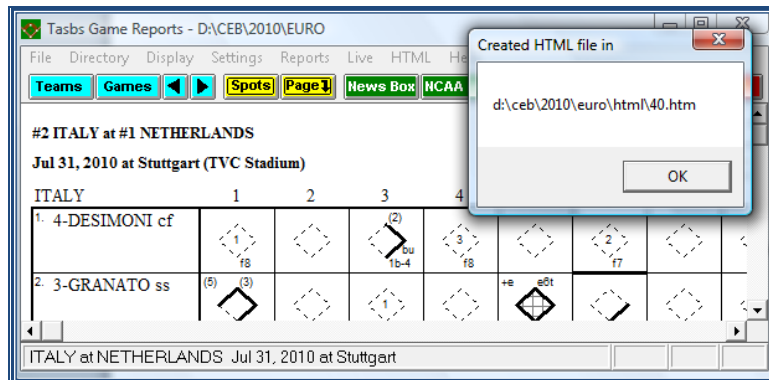 Tasbs Game Reports - D:\CEB\2010\EURO
File Directory Display Settings Reports Live HTML He
Teams Games Spots Page News Box NCAA
Created HTML file in
d:\ceb\2010\euro\html\40.htm
OK
#2 ITALY at #1 NETHERLANDS
Jul 31, 2010 at Stuttgart (TVC Stadium)
ITALY 1 2 3 4
1. 4-DESIMONI cf
1 f8
(2) bu 1b-4
3 f8
2 f7
2. 3-GRANATO ss
(5) (3)
1
+e e6t
ITALY at NETHERLANDS Jul 31, 2010 at Stuttgart